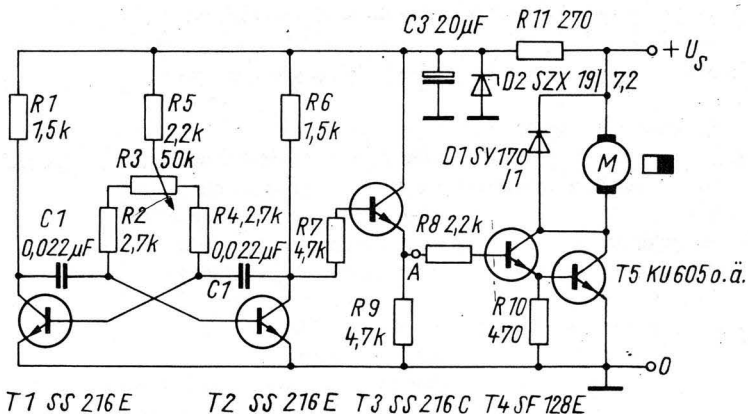 C3 20µF
R11 270
+ U_S
D2 SZX 19/ 7,2
R1
1,5k
R5
2,2k
R6
1,5k
R3
50k
D1 SY170
/1
M
C1
0,022µF
R2
2,7k
R4, 2,7k
0,022µF
C1
R7
4,7k
R8 2,2k
A
R9
4,7k
R10
470
T5 KU605 o.ä.
0
T1 SS 216 E
T2 SS 216 E
T3 SS 216 C
T4 SF 128E